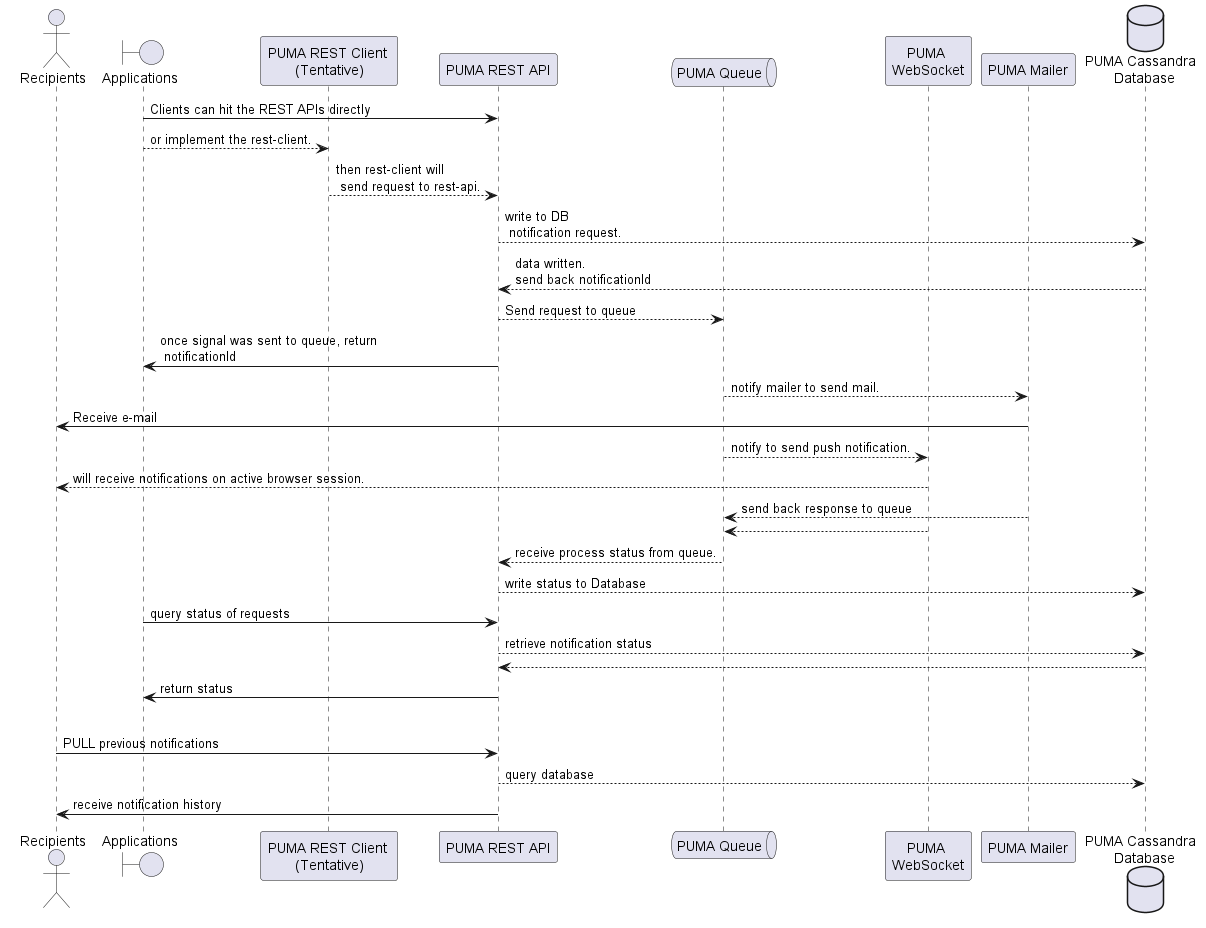 Recipients
Applications
PUMA REST Client
(Tentative)
PUMA REST API
PUMA Queue
PUMA
WebSocket
PUMA Mailer
PUMA Cassandra
Database
Clients can hit the REST APIs directly
or implement the rest-client.
then rest-client will
send request to rest-api.
write to DB
notification request.
data written.
send back notificationId
Send request to queue
once signal was sent to queue, return
notificationId
notify mailer to send mail.
Receive e-mail
notify to send push notification.
will receive notifications on active browser session.
send back response to queue
receive process status from queue.
write status to Database
query status of requests
retrieve notification status
return status
PULL previous notifications
query database
receive notification history
Recipients
Applications
PUMA REST Client
(Tentative)
PUMA REST API
PUMA Queue
PUMA
WebSocket
PUMA Mailer
PUMA Cassandra
Database